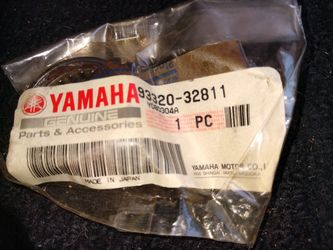 YAMAHA
GENUINE
Parts & Accessories
93320-32811
1 PC
MADE IN JAPAN
YAMAHA MOTOR CO.,